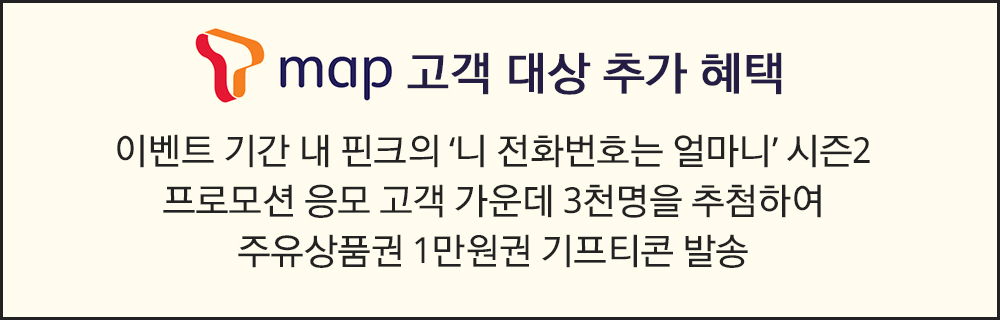 T map 고객 대상 추가 혜택
이벤트 기간 내 핀크의 ‘니 전화번호는 얼마니’ 시즌2
프로모션 응모 고객 가운데 3천명을 추첨하여
주유상품권 1만원권 기프티콘 발송